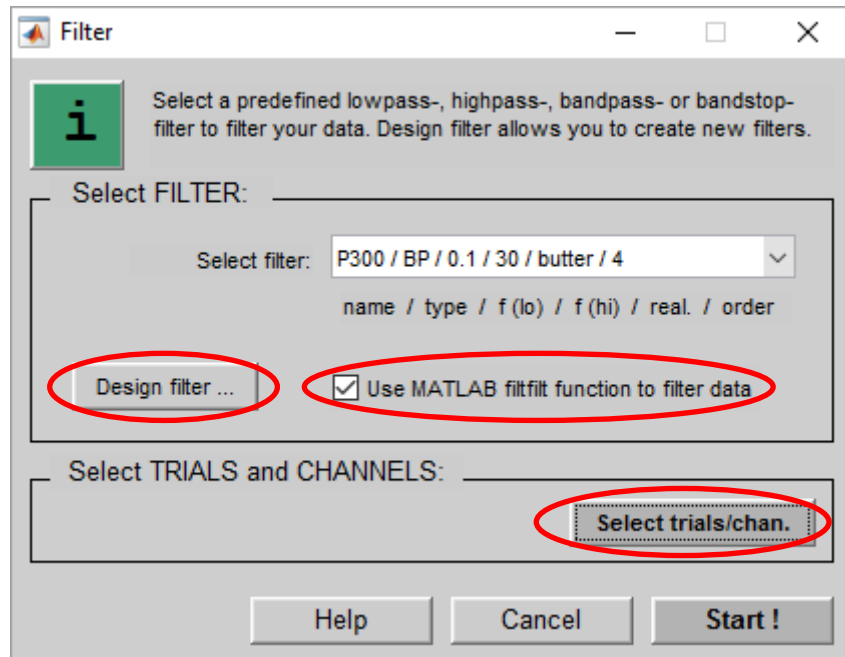 Filter
i
Select a predefined lowpass-, highpass-, bandpass- or bandstop-
filter to filter your data. Design filter allows you to create new filters.
Select FILTER:
Select filter: P300 / BP / 0.1 / 30 / butter / 4
name / type / f (lo) / f (hi) / real. / order
Design filter ... Use MATLAB filtfilt function to filter data
Select TRIALS and CHANNELS:
Select trials/chan.
Help Cancel Start !